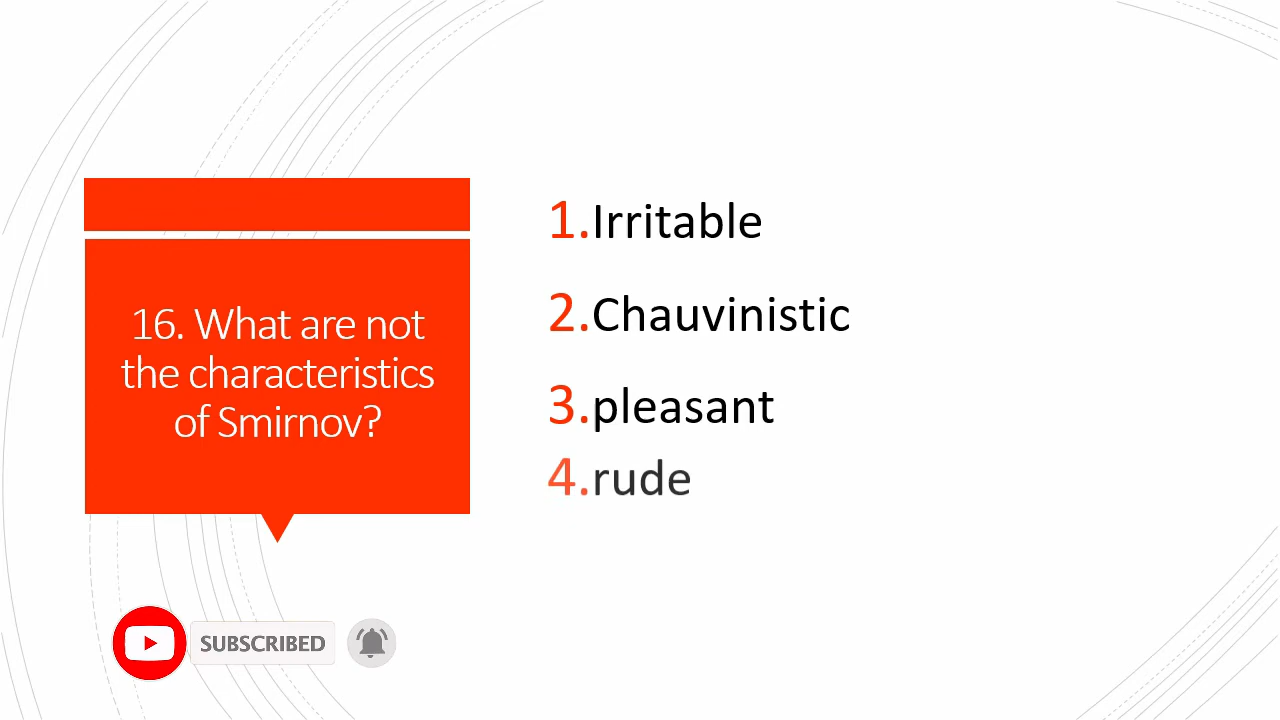 16. What are not
the characteristics
of Smirnov?
1.Irritable
2.Chauvinistic
3.pleasant
4.rude
SUBSCRIBED